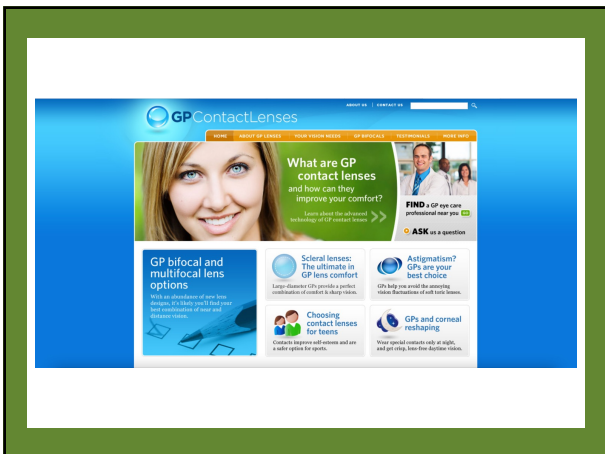 ABOUT US | CONTACT US
GPContactLenses
HOME ABOUT GP LENSES YOUR VISION NEEDS GP BIFOCALS TESTIMONIALS MORE INFO
What are GP
contact lenses
and how can they
improve your comfort?
Learn about the advanced
technology of GP contact lenses
FIND a GP eye care
professional near you GO
ASK us a question
GP bifocal and
multifocal lens
options
With an abundance of new lens
designs, it's likely you'll find your
best combination of near and
distance vision.
Scleral lenses:
The ultimate in
GP lens comfort
Large-diameter GPs provide a perfect
combination of comfort & sharp vision.
Astigmatism?
GPs are your
best choice
GPs help you avoid the annoying
vision fluctuations of soft toric lenses.
Choosing
contact lenses
for teens
Contacts improve self-esteem and are
a safer option for sports.
GPs and corneal
reshaping
Wear special contacts only at night,
and get crisp, lens-free daytime vision.